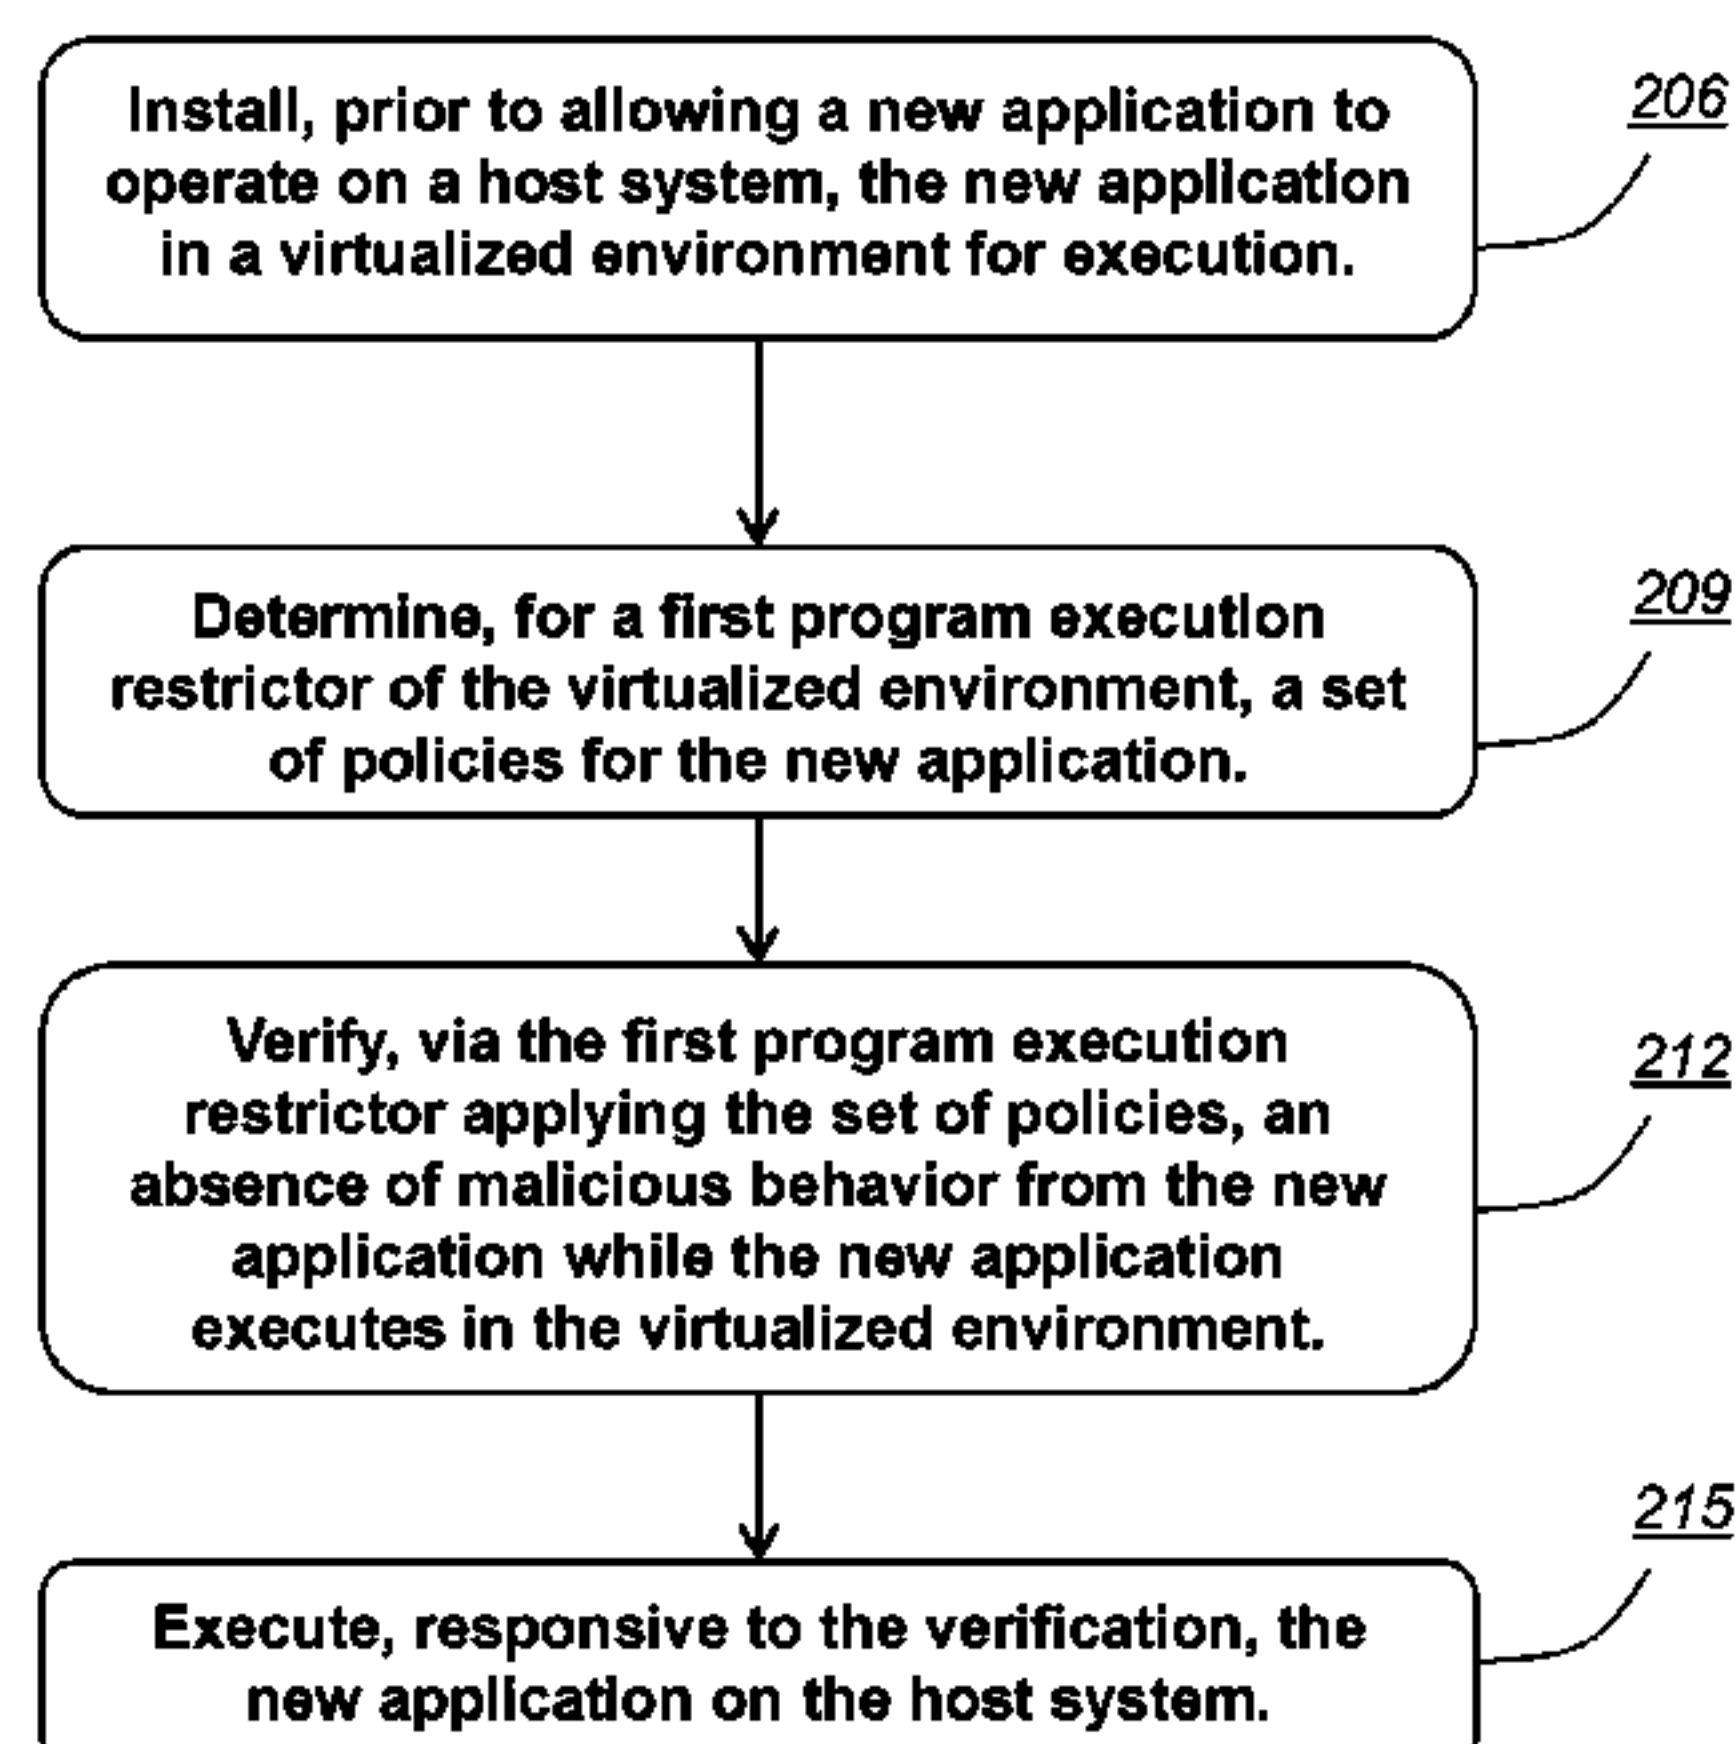 Install, prior to allowing a new application to
operate on a host system, the new application
in a virtualized environment for execution.
206
Determine, for a first program execution
restrictor of the virtualized environment, a set
of policies for the new application.
209
Verify, via the first program execution
restrictor applying the set of policies, an
absence of malicious behavior from the new
application while the new application
executes in the virtualized environment.
212
Execute, responsive to the verification, the
new application on the host system.
215